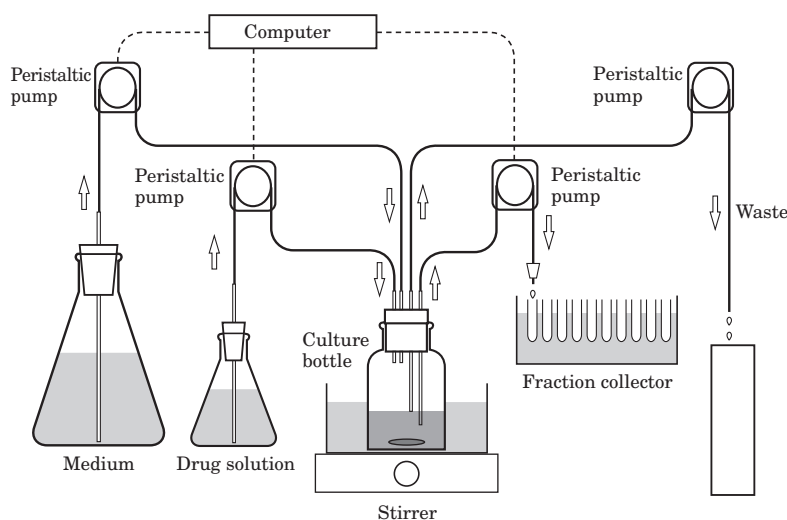 Computer
Peristaltic
pump
Peristaltic
pump
Peristaltic
pump
Peristaltic
pump
Waste
Culture
bottle
Fraction collector
Medium
Drug solution
Stirrer